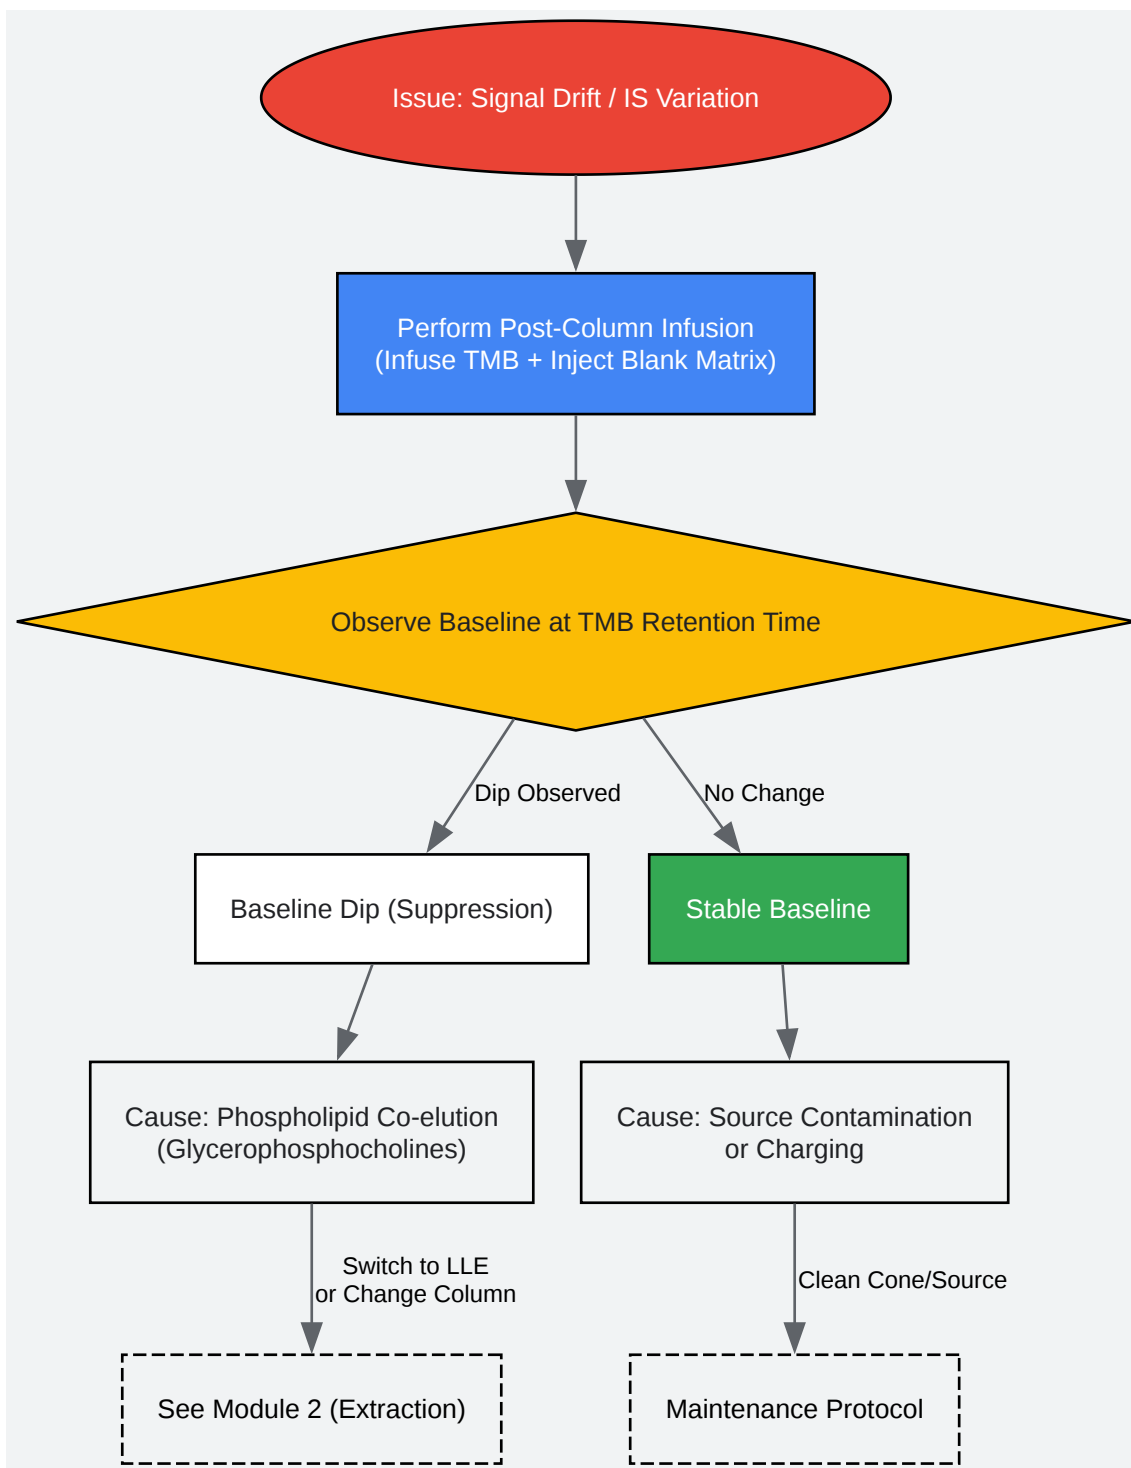 Issue: Signal Drift / IS Variation
Perform Post-Column Infusion
(Infuse TMB + Inject Blank Matrix)
Observe Baseline at TMB Retention Time
Dip Observed
No Change
Baseline Dip (Suppression)
Stable Baseline
Cause: Phospholipid Co-elution
(Glycerophosphocholines)
Cause: Source Contamination
or Charging
Switch to LLE
or Change Column
Clean Cone/Source
See Module 2 (Extraction)
Maintenance Protocol